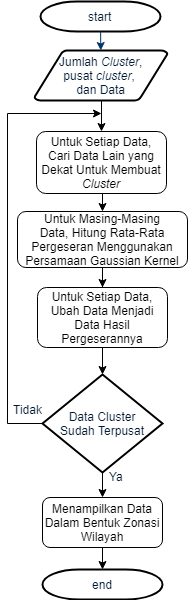 start
Jumlah Cluster,
pusat cluster,
dan Data
Untuk Setiap Data,
Cari Data Lain yang
Dekat Untuk Membuat
Cluster
Untuk Masing-Masing
Data, Hitung Rata-Rata
Pergeseran Menggunakan
Persamaan Gaussian Kernel
Untuk Setiap Data,
Ubah Data Menjadi
Data Hasil
Pergeserannya
Tidak
Data Cluster
Sudah Terpusat
Ya
Menampilkan Data
Dalam Bentuk Zonasi
Wilayah
end